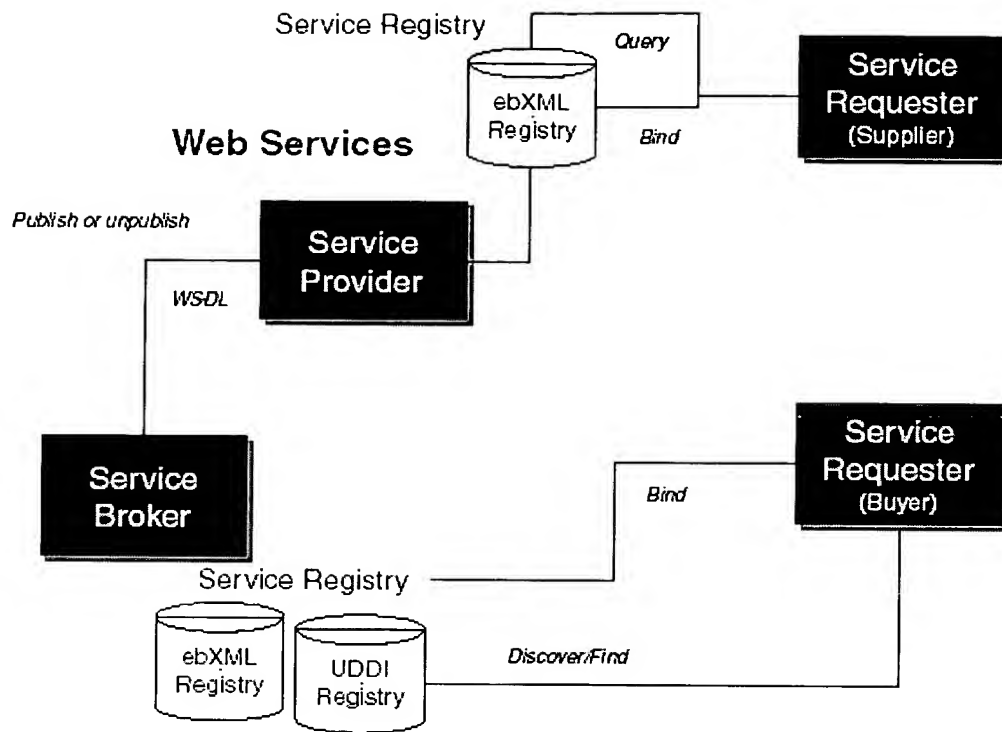 Service Registry
Query
Service
Requester
(Supplier)
ebXML
Registry
Bind
Web Services
Publish or unpublish
Service
Provider
WSDL
Service
Requester
(Buyer)
Service
Broker
Bind
Service Registry
ebXML
Registry
UDDI
Registry
Discover/Find